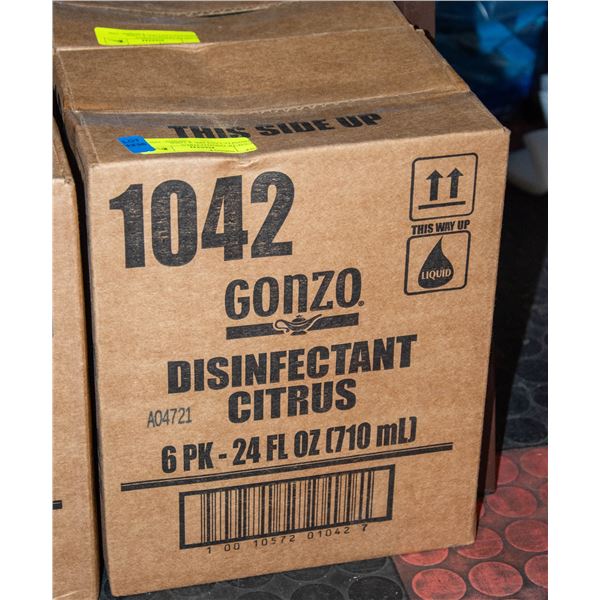 THIS SIDE UP
LOT
1042
THIS WAY UP
LIQUID
GONZO®
DISINFECTANT
CITRUS
A04721
6 PK - 24 FL OZ (710 mL)
1 00 10572 01042 7